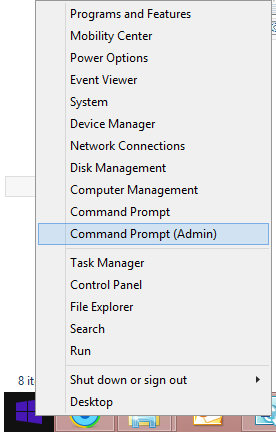 Programs and Features
Mobility Center
Power Options
Event Viewer
System
Device Manager
Network Connections
Disk Management
Computer Management
Command Prompt
Command Prompt (Admin)
Task Manager
Control Panel
File Explorer
Search
Run
8 it
Shut down or sign out
Desktop